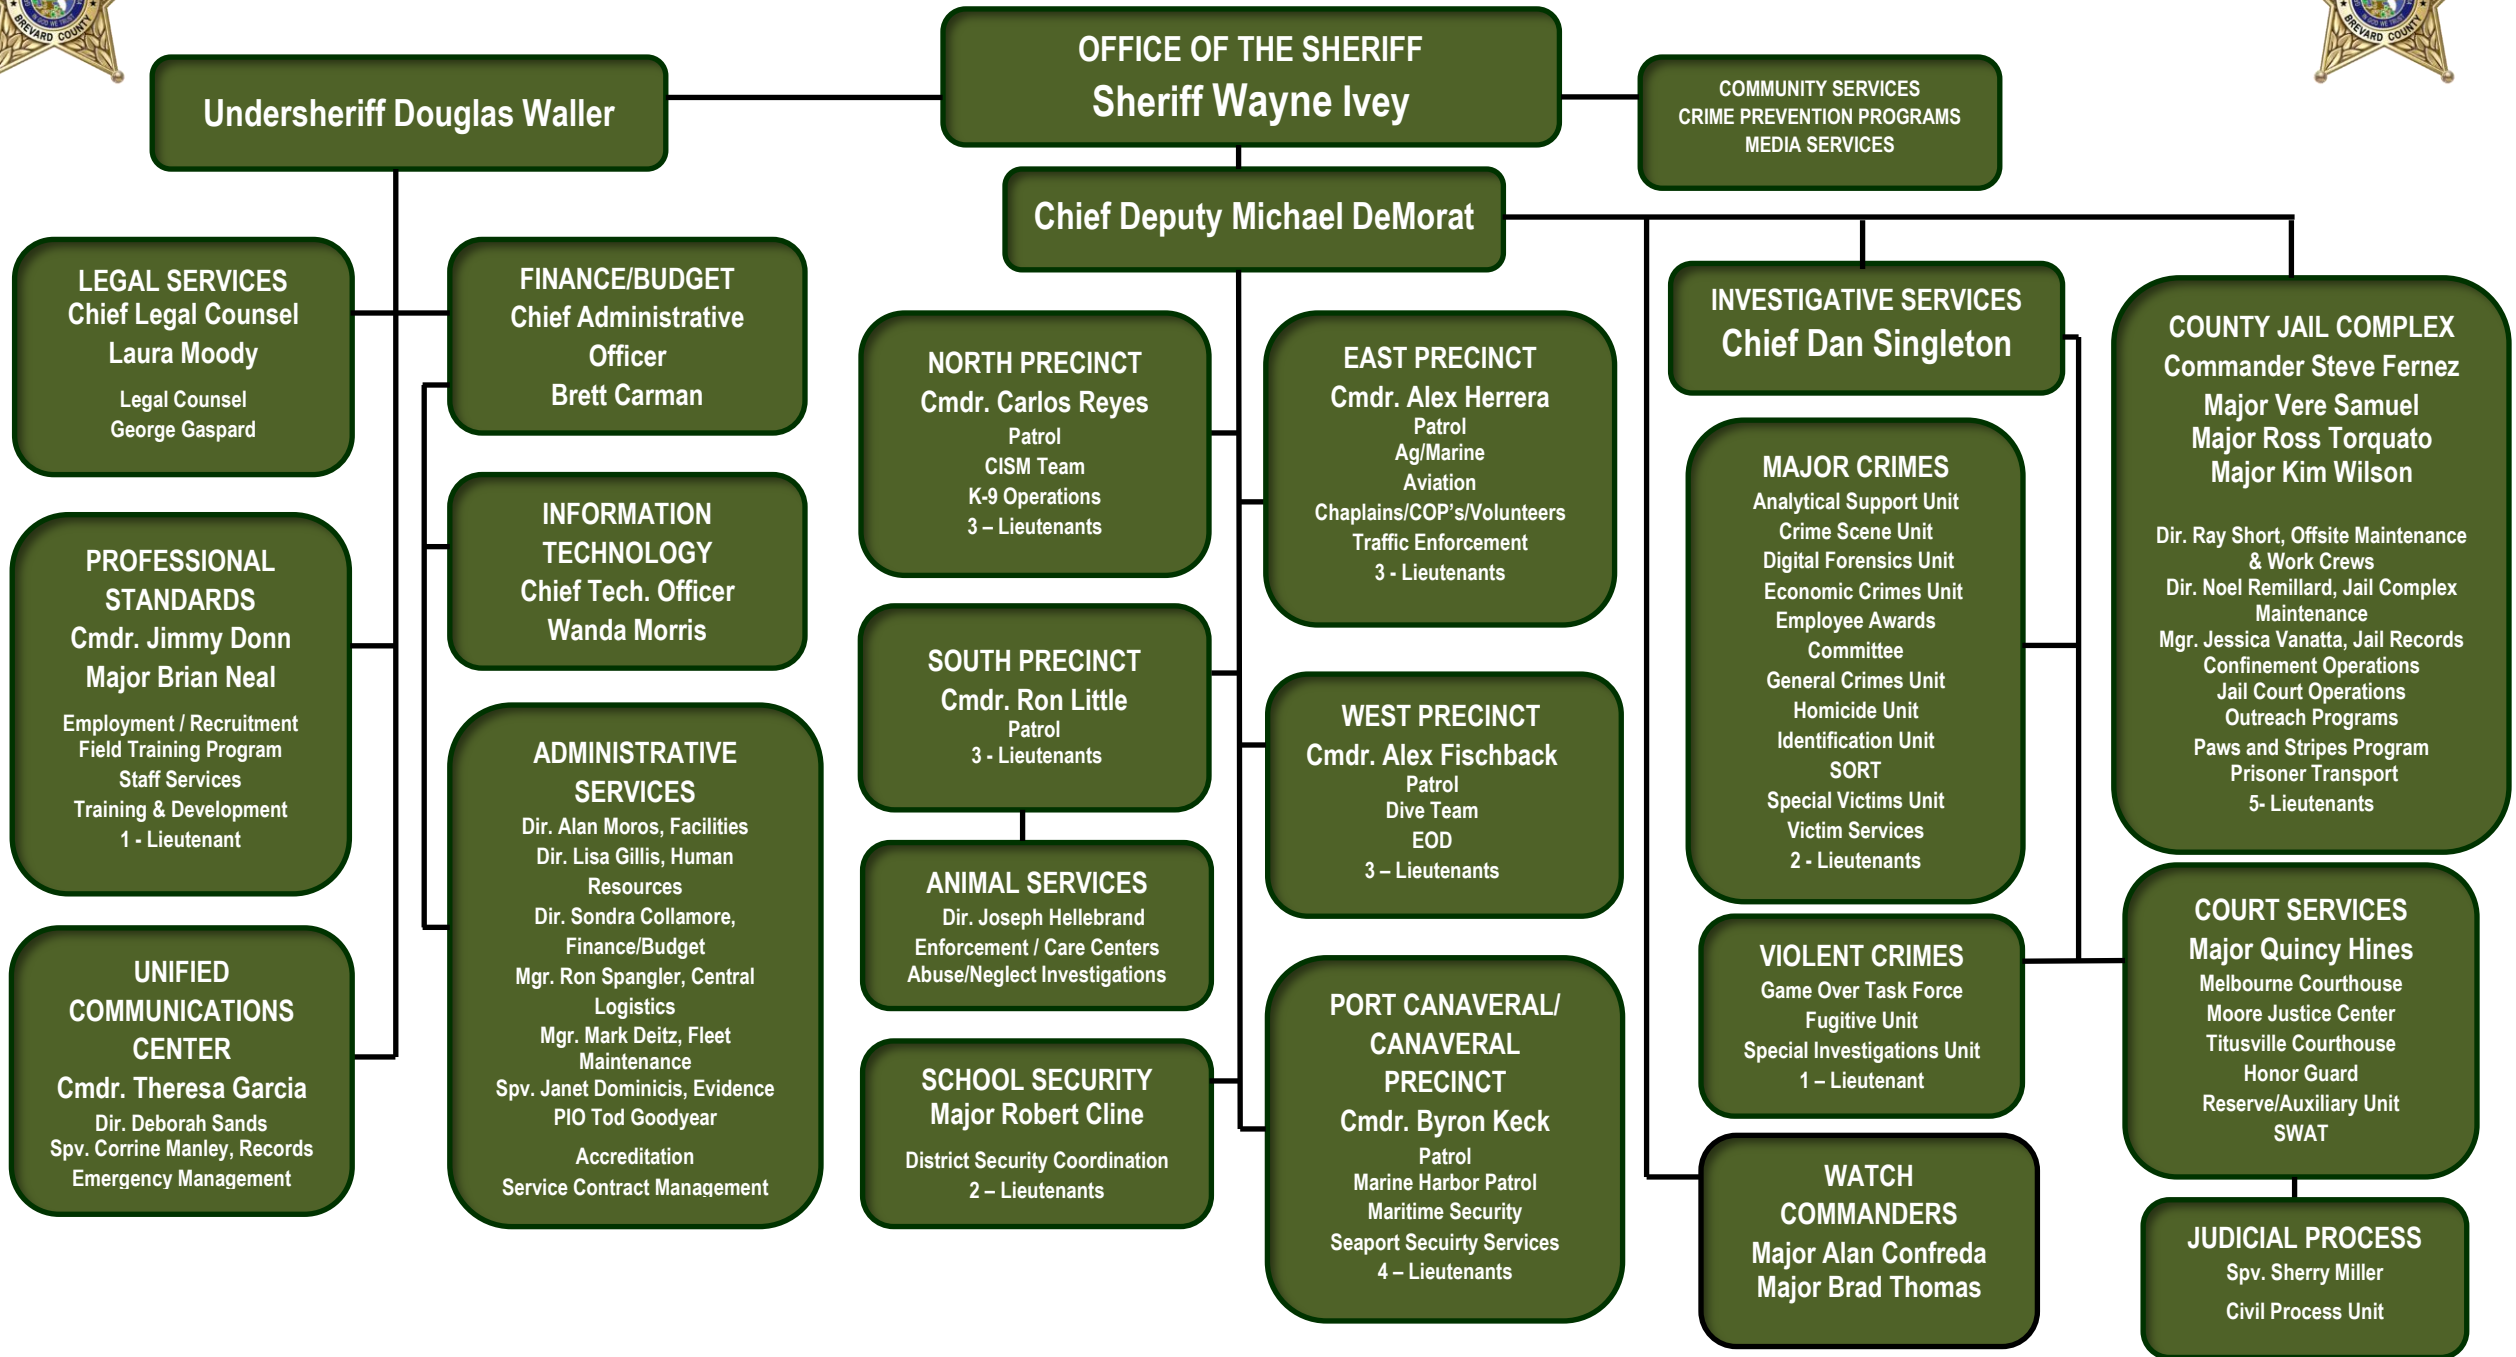 BREVARD COUNTY
IN GOD WE TRUST
BREVARD COUNTY
IN GOD WE TRUST
OFFICE OF THE SHERIFF
Sheriff Wayne Ivey
Undersheriff Douglas Waller
COMMUNITY SERVICES
CRIME PREVENTION PROGRAMS
MEDIA SERVICES
Chief Deputy Michael DeMorat
LEGAL SERVICES
Chief Legal Counsel
Laura Moody
Legal Counsel
George Gaspard
FINANCE/BUDGET
Chief Administrative
Officer
Brett Carman
PROFESSIONAL
STANDARDS
Cmdr. Jimmy Donn
Major Brian Neal
Employment / Recruitment
Field Training Program
Staff Services
Training & Development
1 - Lieutenant
INFORMATION
TECHNOLOGY
Chief Tech. Officer
Wanda Morris
UNIFIED
COMMUNICATIONS
CENTER
Cmdr. Theresa Garcia
Dir. Deborah Sands
Spv. Corrine Manley, Records
Emergency Management
ADMINISTRATIVE
SERVICES
Dir. Alan Moros, Facilities
Dir. Lisa Gillis, Human
Resources
Dir. Sondra Collamore,
Finance/Budget
Mgr. Ron Spangler, Central
Logistics
Mgr. Mark Deitz, Fleet
Maintenance
Spv. Janet Dominicis, Evidence
PIO Tod Goodyear
Accreditation
Service Contract Management
NORTH PRECINCT
Cmdr. Carlos Reyes
Patrol
CISM Team
K-9 Operations
3 – Lieutenants
EAST PRECINCT
Cmdr. Alex Herrera
Patrol
Ag/Marine
Aviation
Chaplains/COP’s/Volunteers
Traffic Enforcement
3 - Lieutenants
SOUTH PRECINCT
Cmdr. Ron Little
Patrol
3 - Lieutenants
WEST PRECINCT
Cmdr. Alex Fischback
Patrol
Dive Team
EOD
3 – Lieutenants
ANIMAL SERVICES
Dir. Joseph Hellebrand
Enforcement / Care Centers
Abuse/Neglect Investigations
SCHOOL SECURITY
Major Robert Cline
District Security Coordination
2 – Lieutenants
PORT CANAVERAL/
CANAVERAL
PRECINCT
Cmdr. Byron Keck
Patrol
Marine Harbor Patrol
Maritime Security
Seaport Secuirty Services
4 – Lieutenants
INVESTIGATIVE SERVICES
Chief Dan Singleton
MAJOR CRIMES
Analytical Support Unit
Crime Scene Unit
Digital Forensics Unit
Economic Crimes Unit
Employee Awards
Committee
General Crimes Unit
Homicide Unit
Identification Unit
SORT
Special Victims Unit
Victim Services
2 - Lieutenants
VIOLENT CRIMES
Game Over Task Force
Fugitive Unit
Special Investigations Unit
1 – Lieutenant
WATCH
COMMANDERS
Major Alan Confreda
Major Brad Thomas
COUNTY JAIL COMPLEX
Commander Steve Fernez
Major Vere Samuel
Major Ross Torquato
Major Kim Wilson
Dir. Ray Short, Offsite Maintenance
& Work Crews
Dir. Noel Remillard, Jail Complex
Maintenance
Mgr. Jessica Vanatta, Jail Records
Confinement Operations
Jail Court Operations
Outreach Programs
Paws and Stripes Program
Prisoner Transport
5- Lieutenants
COURT SERVICES
Major Quincy Hines
Melbourne Courthouse
Moore Justice Center
Titusville Courthouse
Honor Guard
Reserve/Auxiliary Unit
SWAT
JUDICIAL PROCESS
Spv. Sherry Miller
Civil Process Unit